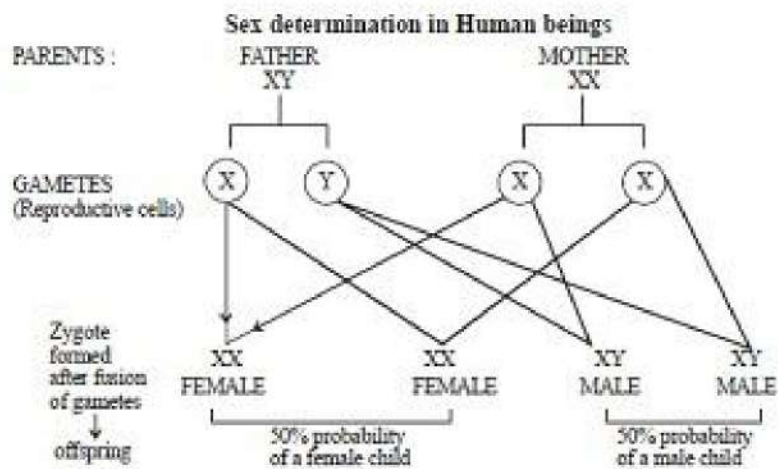 Sex determination in Human beings
PARENTS : FATHER MOTHER
XY XX
GAMETES X Y X X
(Reproductive cells)
Zygote
formed
after fusion
of gametes
offspring
XX XX XY XY
FEMALE FEMALE MALE MALE
50% probability
of a female child
50% probability
of a male child